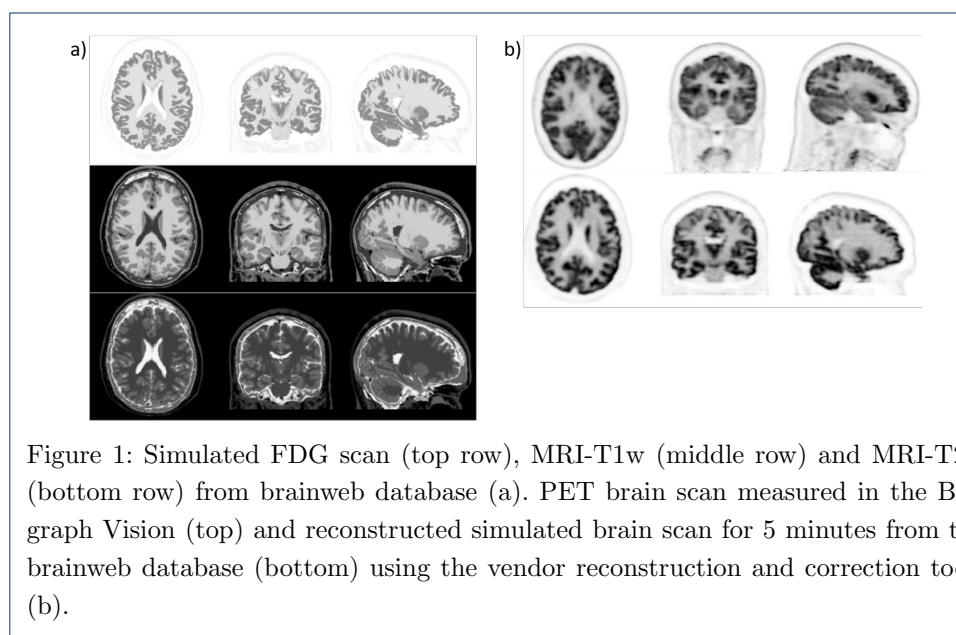 a)
b)
Figure 1: Simulated FDG scan (top row), MRI-T1w (middle row) and MRI-T2
(bottom row) from brainweb database (a). PET brain scan measured in the B
graph Vision (top) and reconstructed simulated brain scan for 5 minutes from t
brainweb database (bottom) using the vendor reconstruction and correction too
(b).